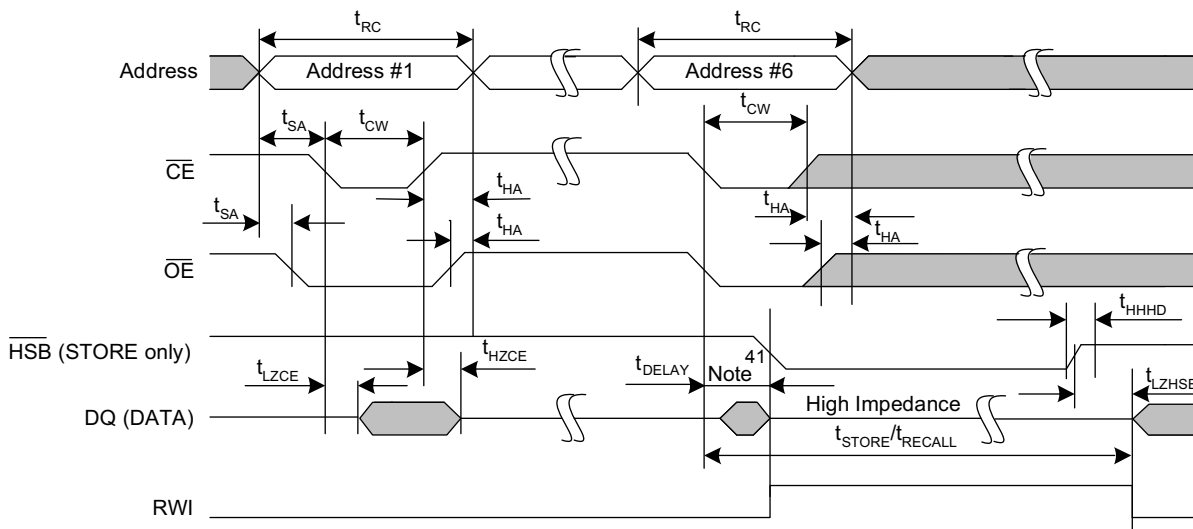 tRC
tRC
Address
Address #1
Address #6
tSA
tCW
tCW
CE
tHA
tSA
tHA
tHA
tHA
OE
tHHHD
HSB (STORE only)
tLZCE
tHZCE
tDELAY
Note 41
tLZHSB
DQ (DATA)
High Impedance
tSTORE/tRECALL
RWI